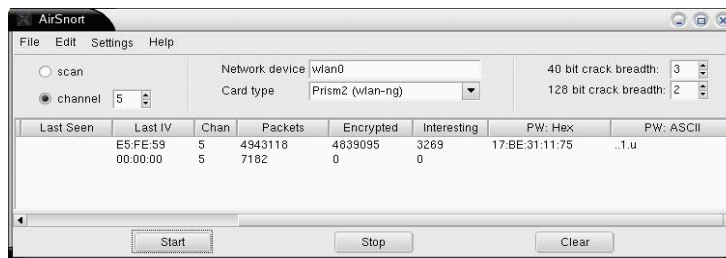 AirSnort
File Edit Settings Help
scan
channel 5
Network device wlan0
Card type Prism2 (wlan-ng)
40 bit crack breadth: 3
128 bit crack breadth: 2
Last Seen Last IV Chan Packets Encrypted Interesting PW: Hex PW: ASCII
E5:FE:59 5 4943118 4839095 3269 17:BE:31:11:75 ..1.u
00:00:00 5 7182 0 0
Start Stop Clear